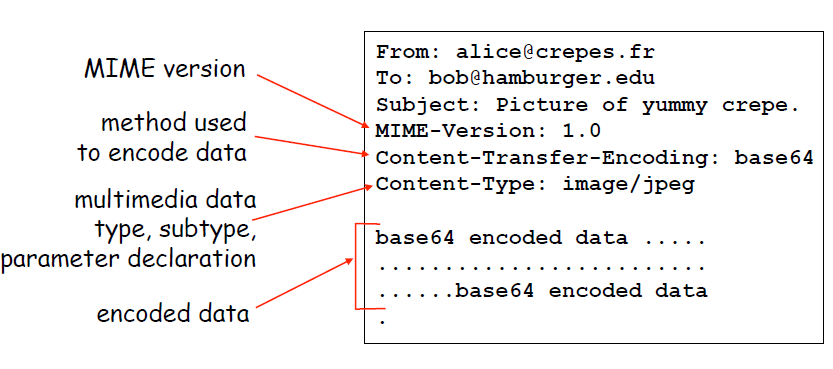 MIME version
method used
to encode data
multimedia data
type, subtype,
parameter declaration
encoded data
From: alice@crepes.fr
To: bob@hamburger.edu
Subject: Picture of yummy crepe.
MIME-Version: 1.0
Content-Transfer-Encoding: base64
Content-Type: image/jpeg
base64 encoded data .....
.........................
......base64 encoded data
.